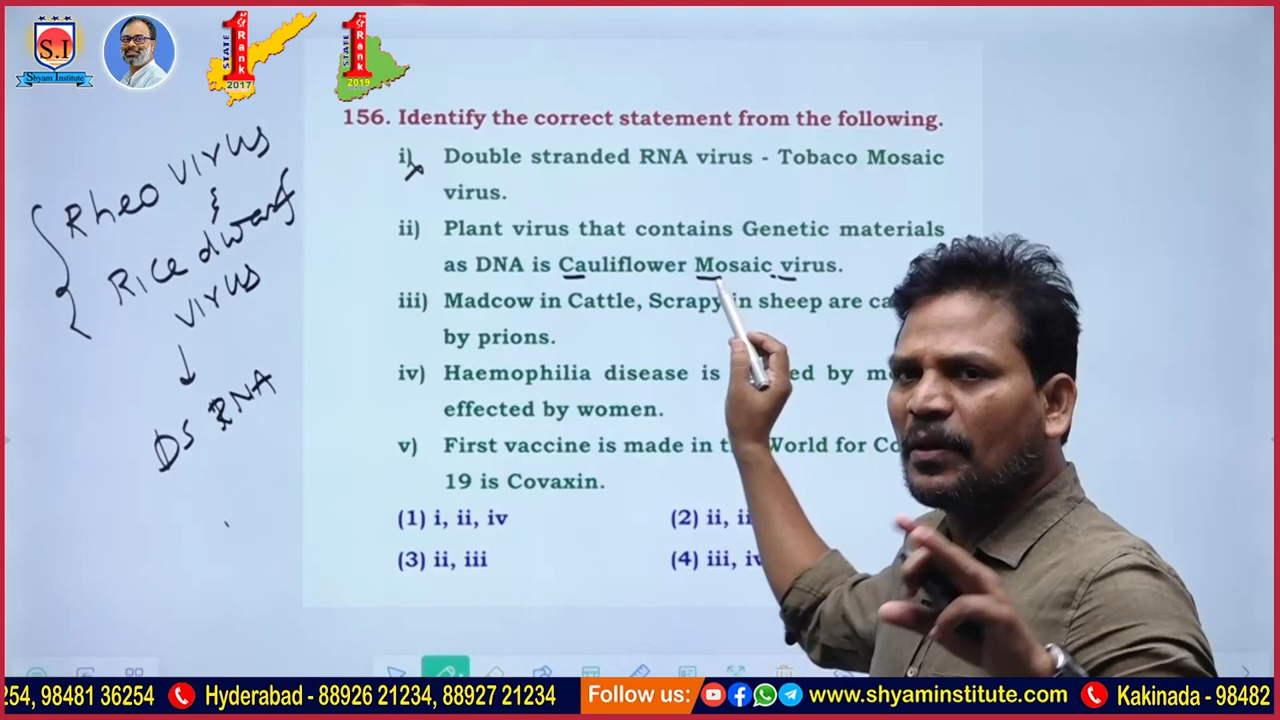 S.I
Shyam Institute
STATE
1
st
Rank
2017
STATE
1
st
Rank
2019
Rheo virus
&
Rice dwarf
virus
↓
DS RNA
156. Identify the correct statement from the following.
i) Double stranded RNA virus - Tobaco Mosaic
virus.
ii) Plant virus that contains Genetic materials
as DNA is Cauliflower Mosaic virus.
iii) Madcow in Cattle, Scrapy in sheep are
by prions.
iv) Haemophilia disease is by
effected by women.
v) First vaccine is made in World for
19 is Covaxin.
(1) i, ii, iv
(2) ii,
(3) ii, iii
(4) iii,
254, 98481 36254 Hyderabad - 88926 21234, 88927 21234 Follow us: www.shyaminstitute.com Kakinada - 98482